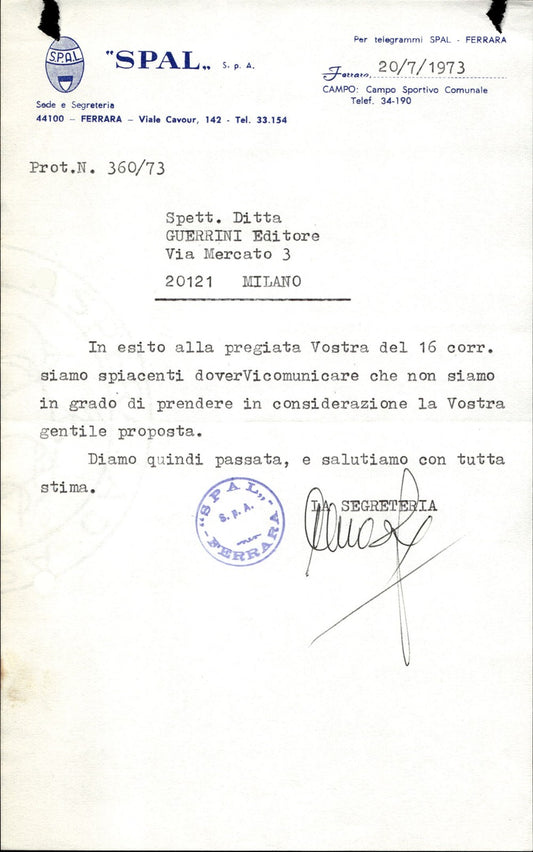 S.P.A.L.
"SPAL„ S. p. A.
Per telegrammi SPAL - FERRARA
Ferrara, 20/7/1973
CAMPO: Campo Sportivo Comunale
Telef. 34-190
Sede e Segreteria
44100 - FERRARA - Viale Cavour, 142 - Tel. 33.154
Prot.N. 360/73
Spett. Ditta
GUERRINI Editore
Via Mercato 3
20121 MILANO
In esito alla pregiata Vostra del 16 corr.
siamo spiacenti doverVicomunicare che non siamo
in grado di prendere in considerazione la Vostra
gentile proposta.
Diamo quindi passata, e salutiamo con tutta
stima.
"SPAL„
S. p. A.
FERRARA
LA SEGRETERIA